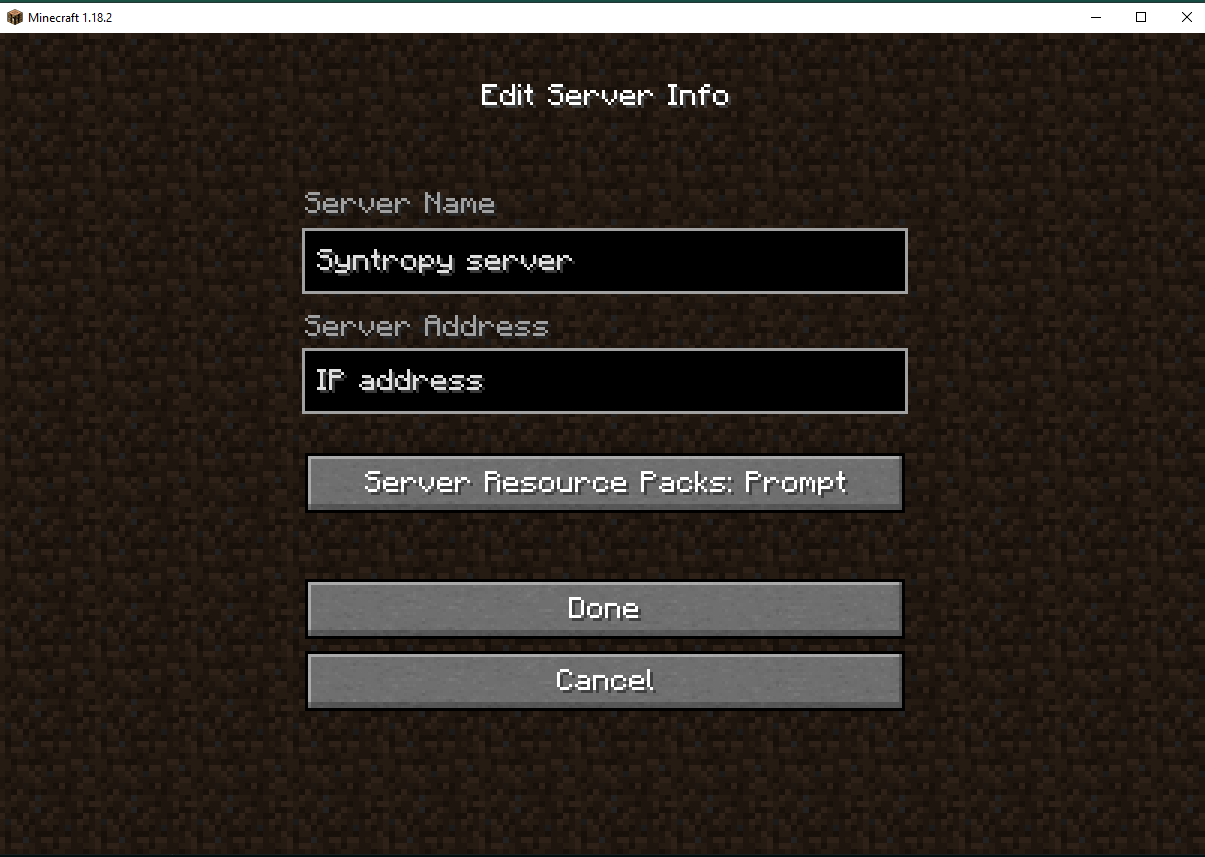 Minecraft 1.18.2
Edit Server Info
Server Name
Syntropy server
Server Address
IP address
Server Resource Packs: Prompt
Done
Cancel